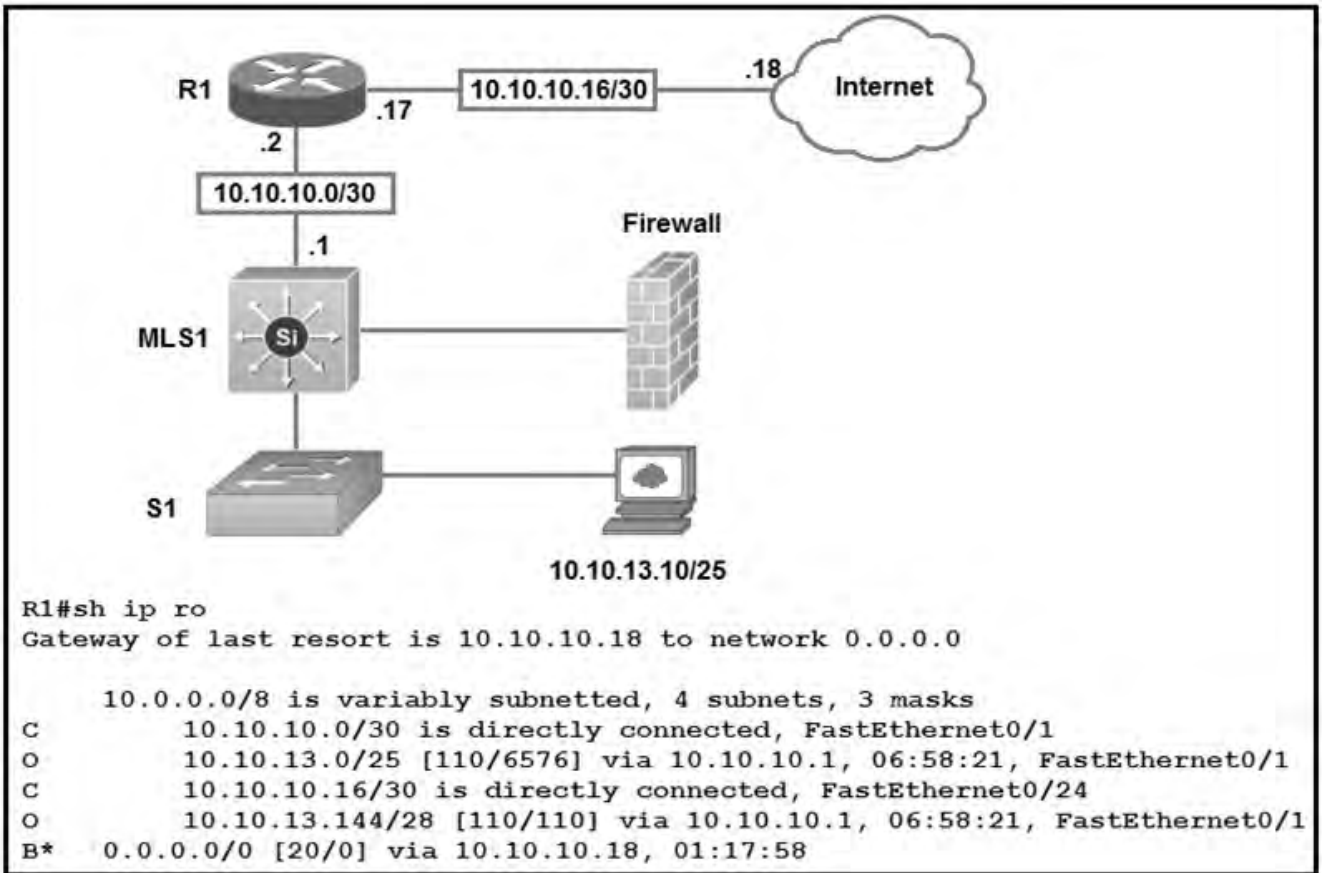 R1
10.10.10.16/30
.18
Internet
.17
.2
10.10.10.0/30
.1
Firewall
MLS1
Si
S1
10.10.13.10/25
R1#sh ip ro
Gateway of last resort is 10.10.10.18 to network 0.0.0.0
10.0.0.0/8 is variably subnetted, 4 subnets, 3 masks
C 10.10.10.0/30 is directly connected, FastEthernet0/1
O 10.10.13.0/25 [110/6576] via 10.10.10.1, 06:58:21, FastEthernet0/1
C 10.10.10.16/30 is directly connected, FastEthernet0/24
O 10.10.13.144/28 [110/110] via 10.10.10.1, 06:58:21, FastEthernet0/1
B* 0.0.0.0/0 [20/0] via 10.10.10.18, 01:17:58